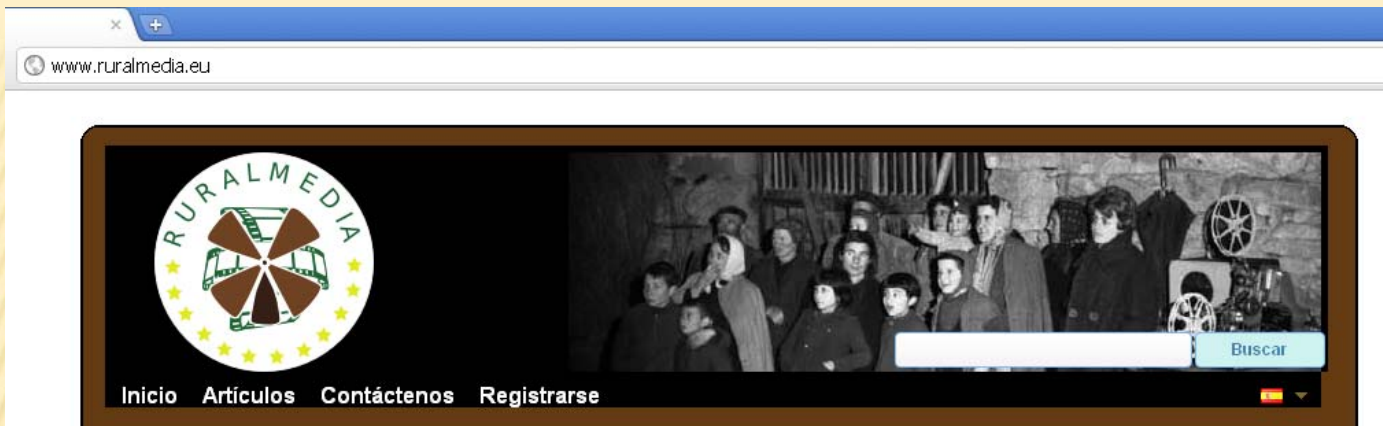 www.ruralmedia.eu
RURALMEDIA
Buscar
Inicio Artículos Contáctenos Registrarse